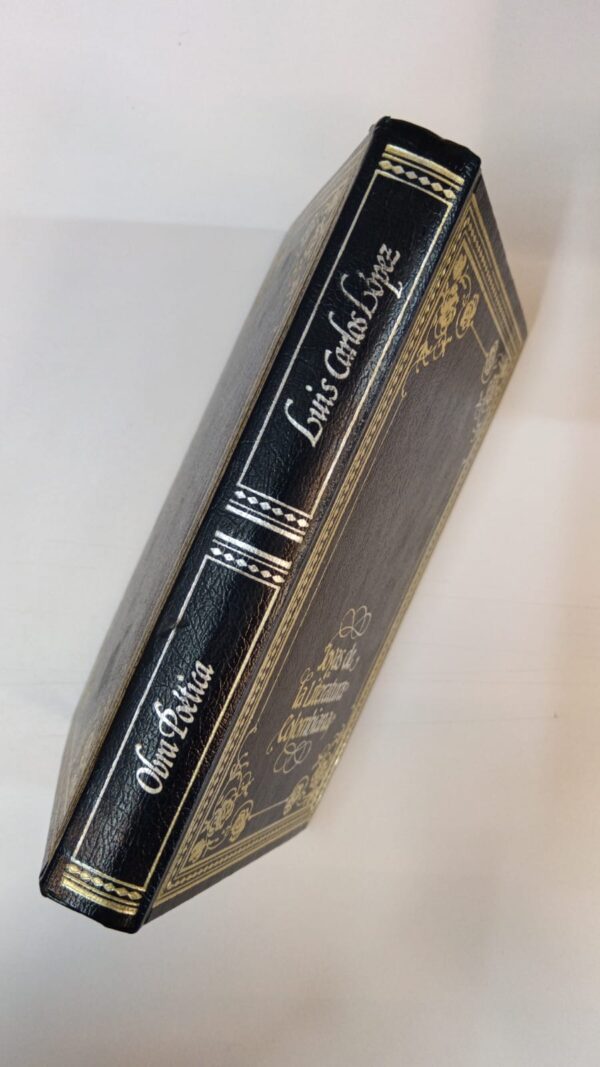 Luis Carlos López
Obra Poética
Joyas de
la Literatura
Colombiana